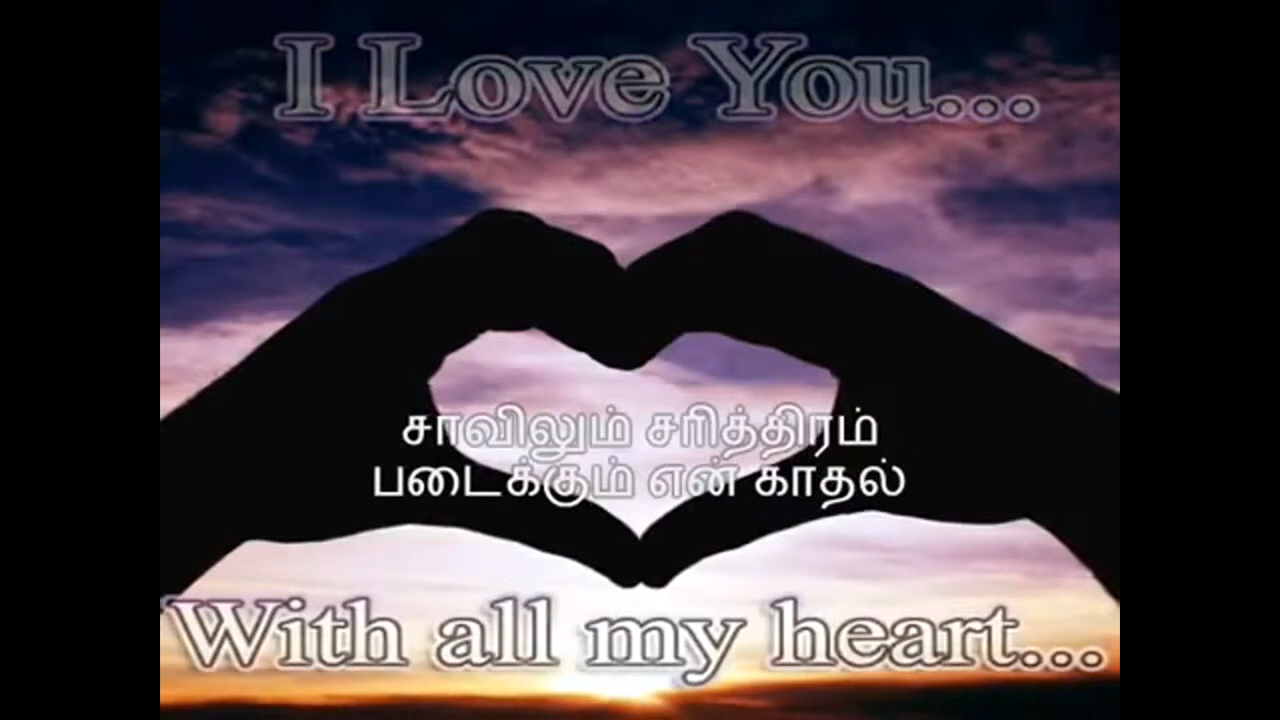 I Love You...
சாவிலும் சரித்திரம்
படைக்கும் என் காதல்
With all my heart...